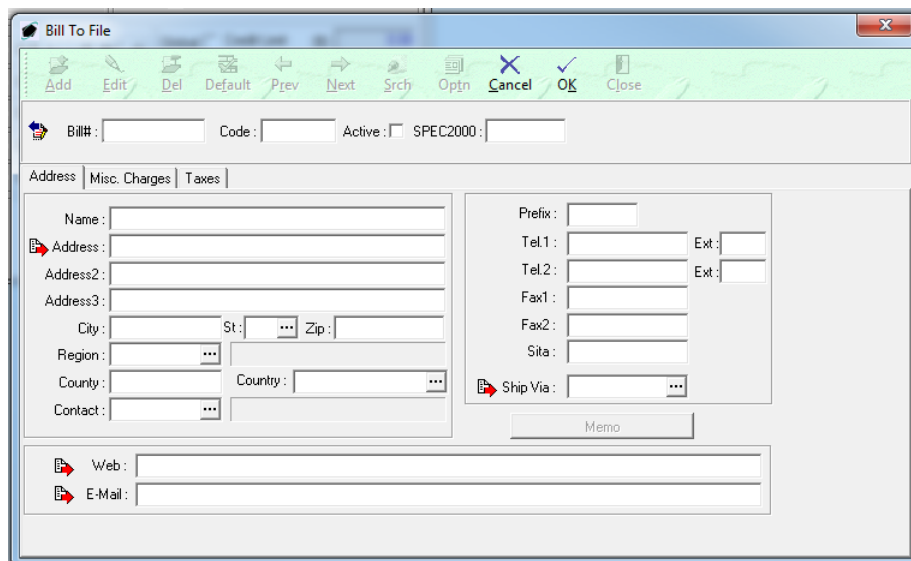 Bill To File
Add Edit Del Default Prev Next Srch Optn Cancel OK Close
Bill# : Code : Active : SPEC2000 :
Address Misc. Charges Taxes
Name :
Address :
Address2 :
Address3 :
City : St : ... Zip :
Region : ...
County : Country : ...
Contact : ...
Prefix :
Tel.1 : Ext :
Tel.2 : Ext :
Fax1 :
Fax2 :
Sita :
Ship Via : ...
Memo
Web :
E-Mail :